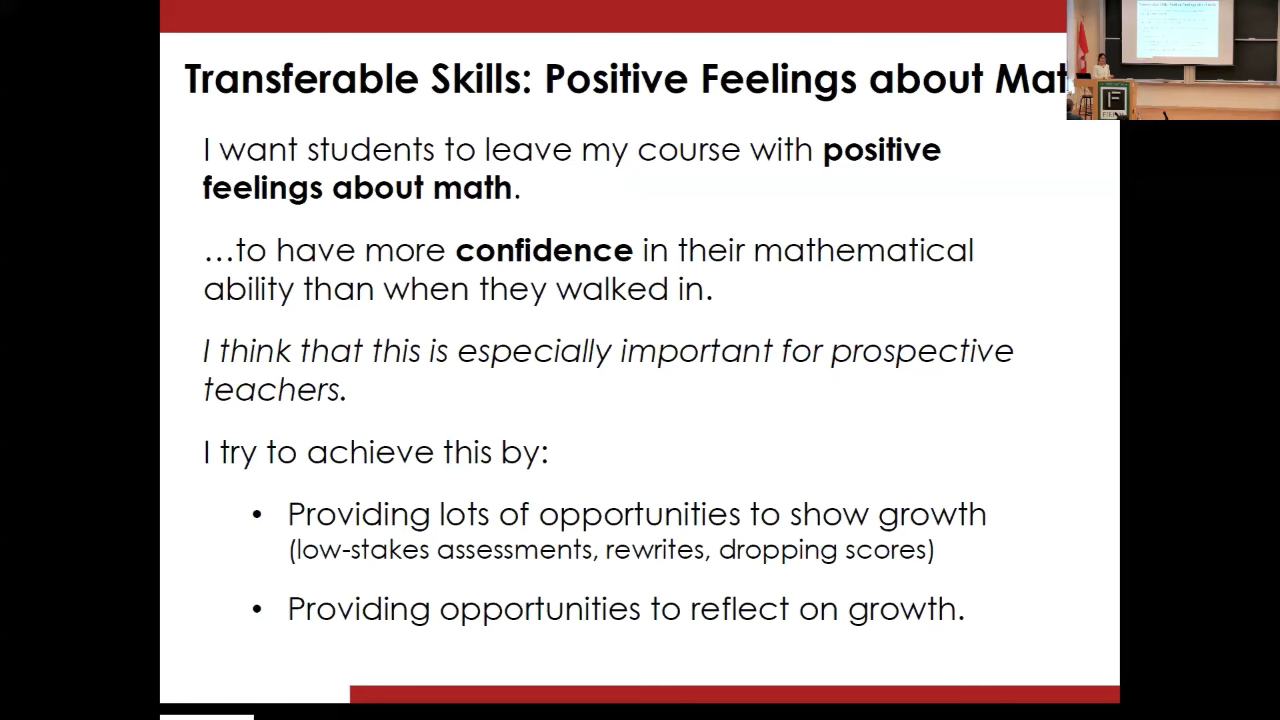 Transferable Skills: Positive Feelings about Mat
I want students to leave my course with positive
feelings about math.
…to have more confidence in their mathematical
ability than when they walked in.
I think that this is especially important for prospective
teachers.
I try to achieve this by:
• Providing lots of opportunities to show growth
(low-stakes assessments, rewrites, dropping scores)
• Providing opportunities to reflect on growth.